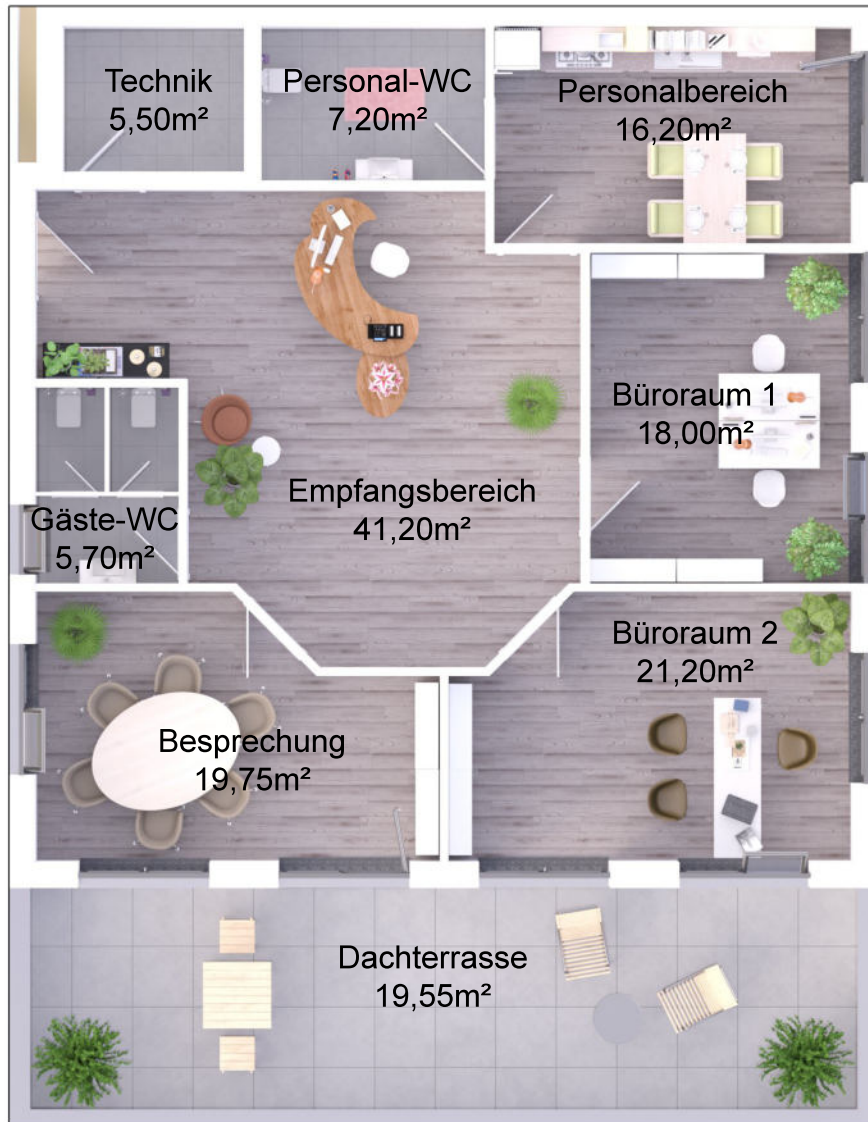 Technik
5,50m²
Personal-WC
7,20m²
Personalbereich
16,20m²
Büroraum 1
18,00m²
Empfangsbereich
41,20m²
Gäste-WC
5,70m²
Büroraum 2
21,20m²
Besprechung
19,75m²
Dachterrasse
19,55m²